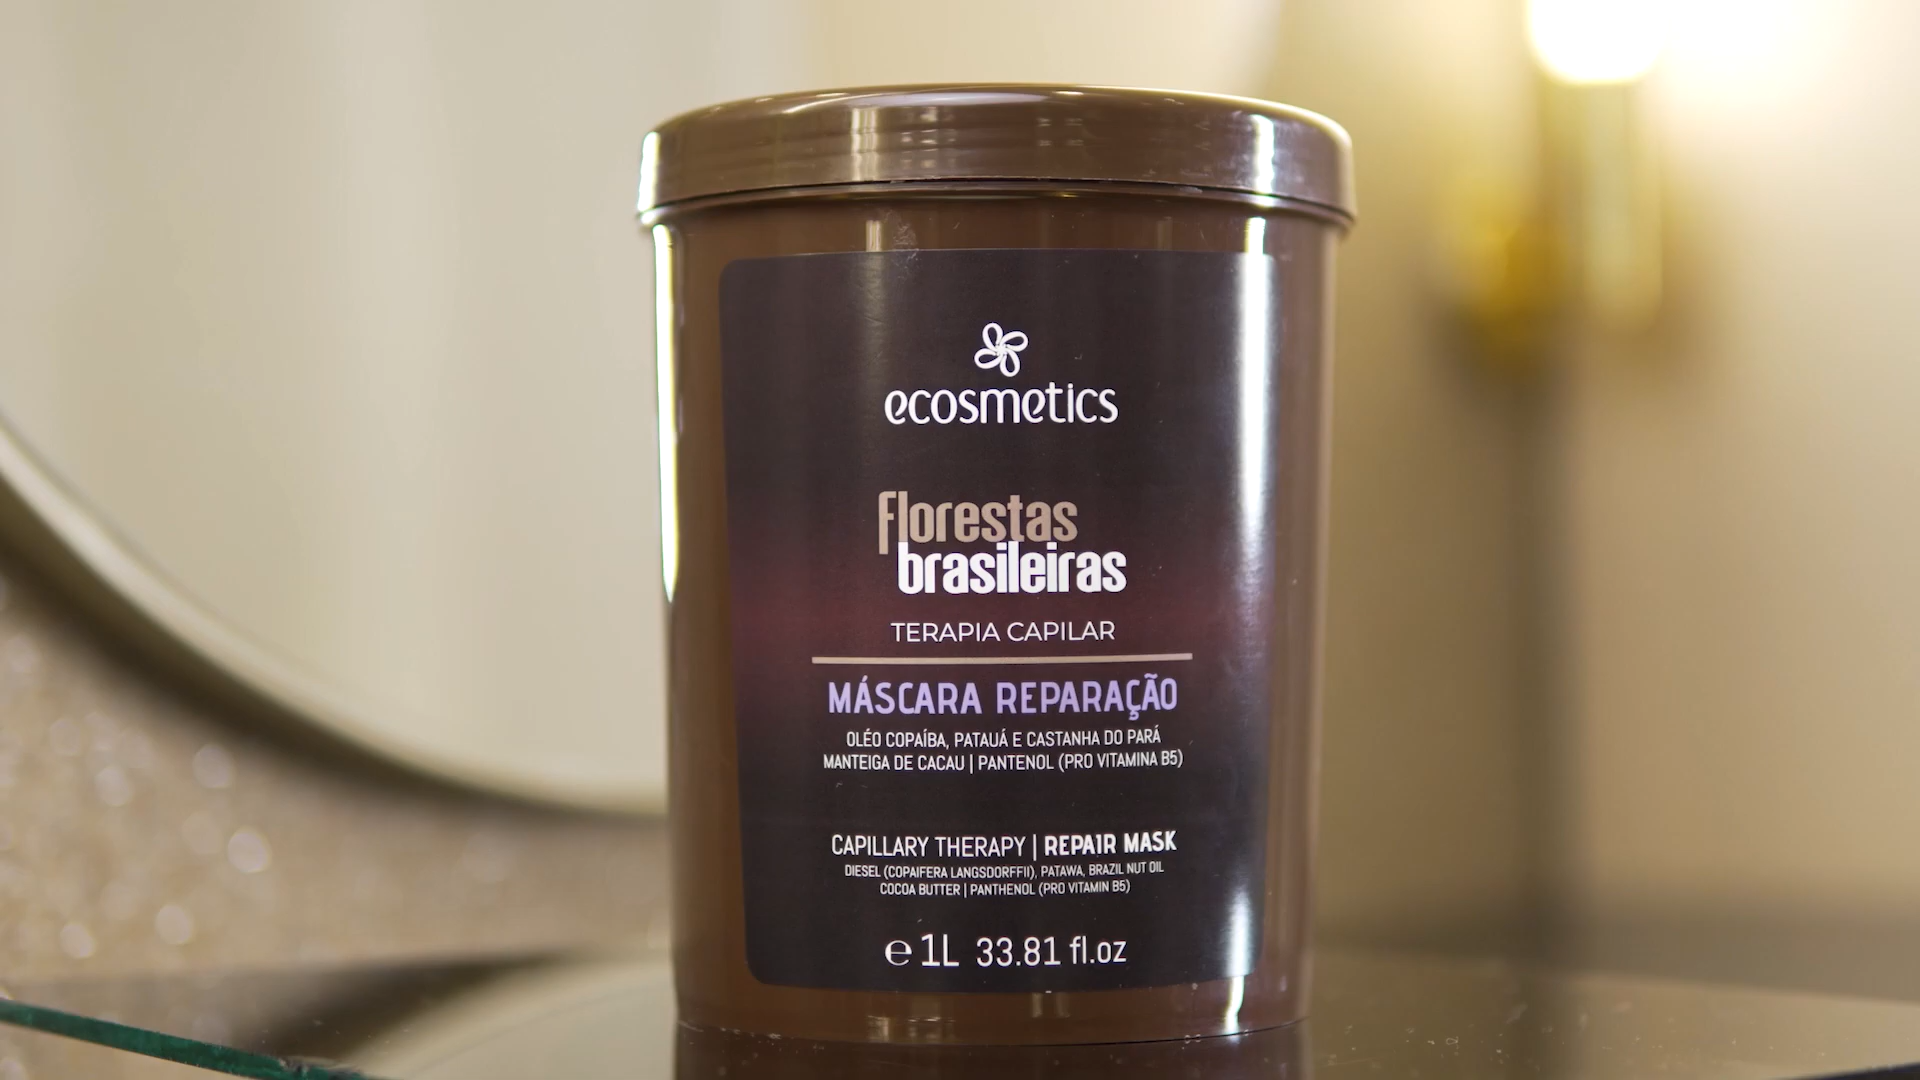 ecosmetics
florestas
brasileiras
TERAPIA CAPILAR
MÁSCARA REPARAÇÃO
OLÉO COPAÍBA, PATAUÁ E CASTANHA DO PARÁ
MANTEIGA DE CACAU | PANTENOL (PRO VITAMINA B5)
CAPILLARY THERAPY | REPAIR MASK
DIESEL (COPAIFERA LANGSDORFFII), PATAWA, BRAZIL NUT OIL
COCOA BUTTER | PANTHENOL (PRO VITAMIN B5)
℮ 1L 33.81 fl.oz